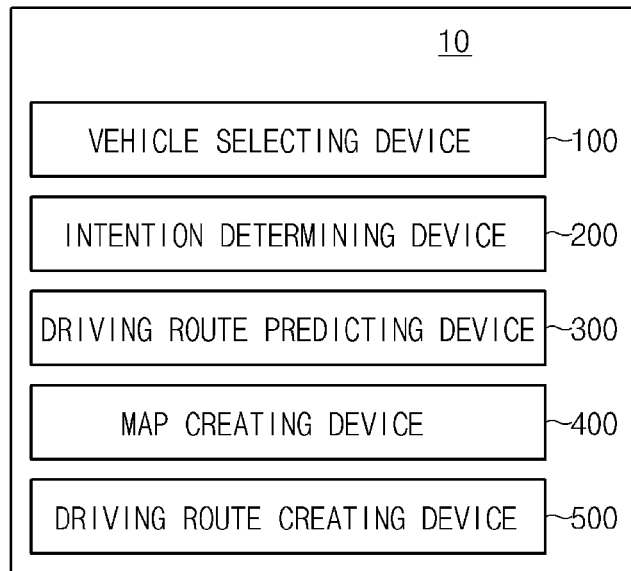 10
VEHICLE SELECTING DEVICE ~100
INTENTION DETERMINING DEVICE ~200
DRIVING ROUTE PREDICTING DEVICE ~300
MAP CREATING DEVICE ~400
DRIVING ROUTE CREATING DEVICE ~500